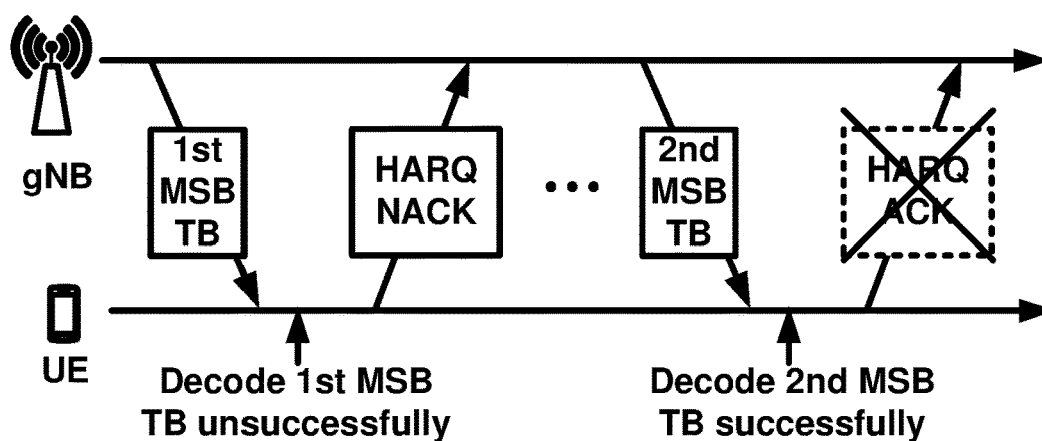 gNB
1st
MSB
TB
HARQ
NACK
...
2nd
MSB
TB
HARQ
ACK
UE
Decode 1st MSB
TB unsuccessfully
Decode 2nd MSB
TB successfully